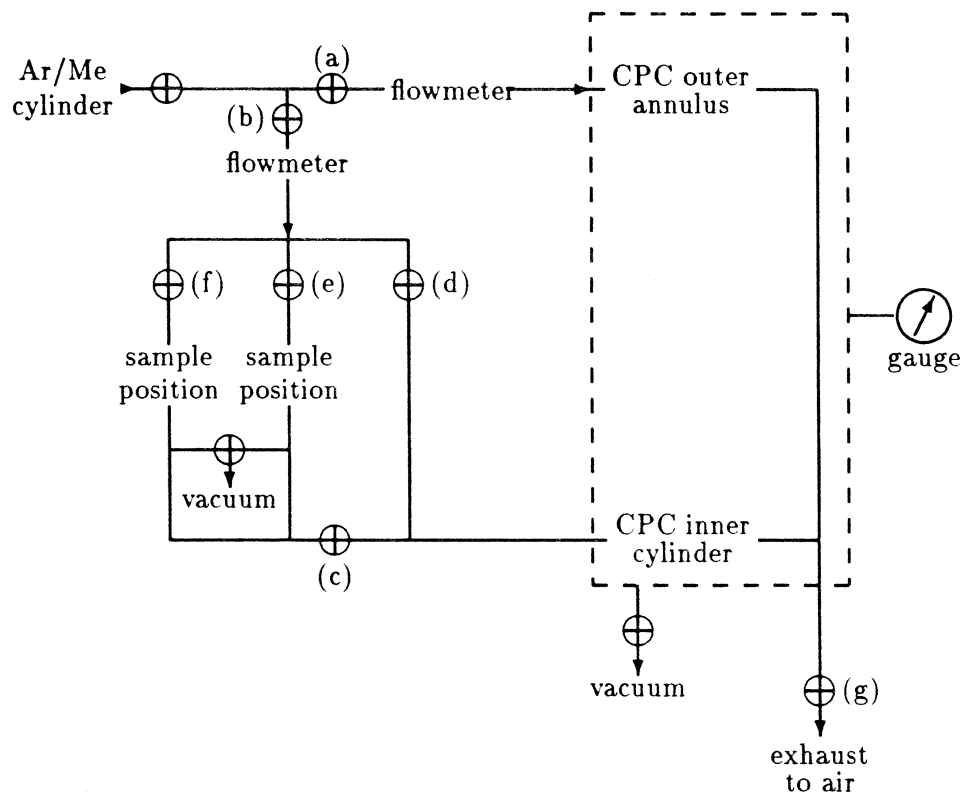 Ar/Me
cylinder
(a)
flowmeter
CPC outer
annulus
(b)
flowmeter
(f)
(e)
(d)
sample
position
sample
position
gauge
vacuum
(c)
CPC inner
cylinder
vacuum
(g)
exhaust
to air